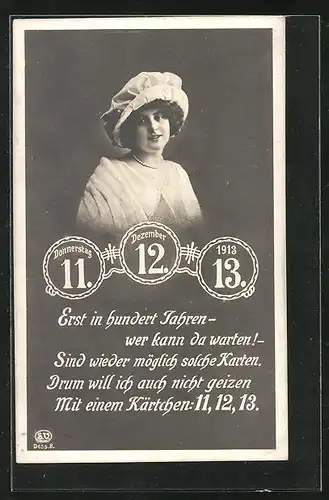 Donnerstag
11.
Dezember
12.
1913
13.
Erst in hundert Jahren –
wer kann da warten! –
Sind wieder möglich solche Karten.
Drum will ich auch nicht geizen
Mit einem Kärtchen: 11, 12, 13.